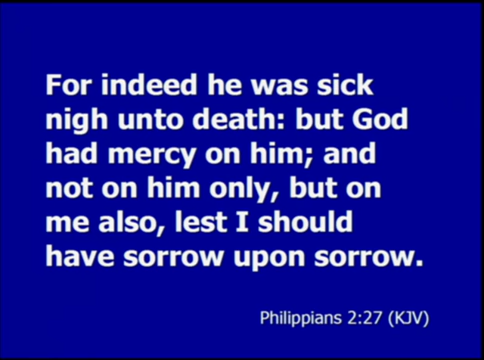 For indeed he was sick
nigh unto death: but God
had mercy on him; and
not on him only, but on
me also, lest I should
have sorrow upon sorrow.
Philippians 2:27 (KJV)